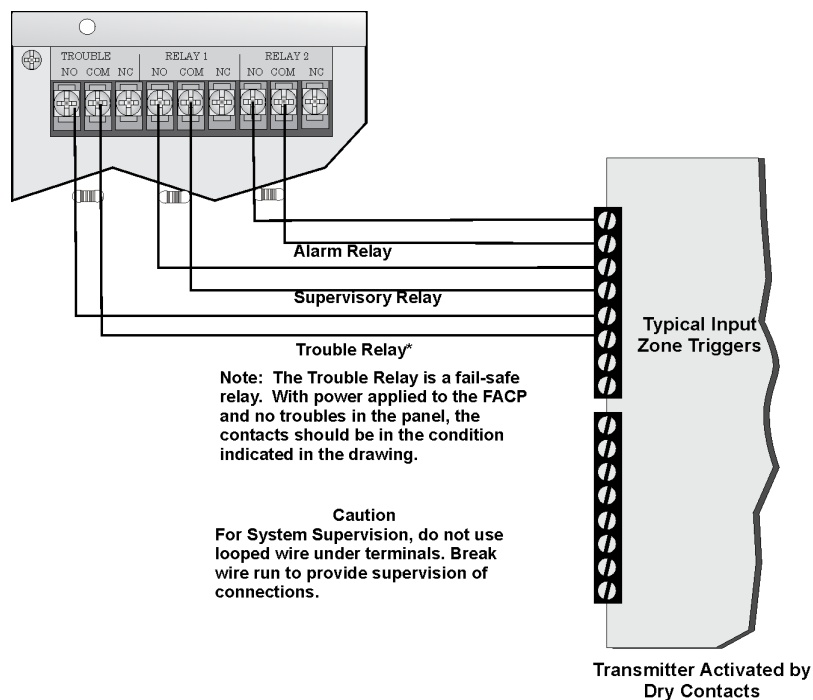 TROUBLE RELAY 1 RELAY 2
NO COM NC NO COM NC NO COM NC
Alarm Relay
Supervisory Relay
Trouble Relay*
Typical Input
Zone Triggers
Note: The Trouble Relay is a fail-safe
relay. With power applied to the FACP
and no troubles in the panel, the
contacts should be in the condition
indicated in the drawing.
Caution
For System Supervision, do not use
looped wire under terminals. Break
wire run to provide supervision of
connections.
Transmitter Activated by
Dry Contacts